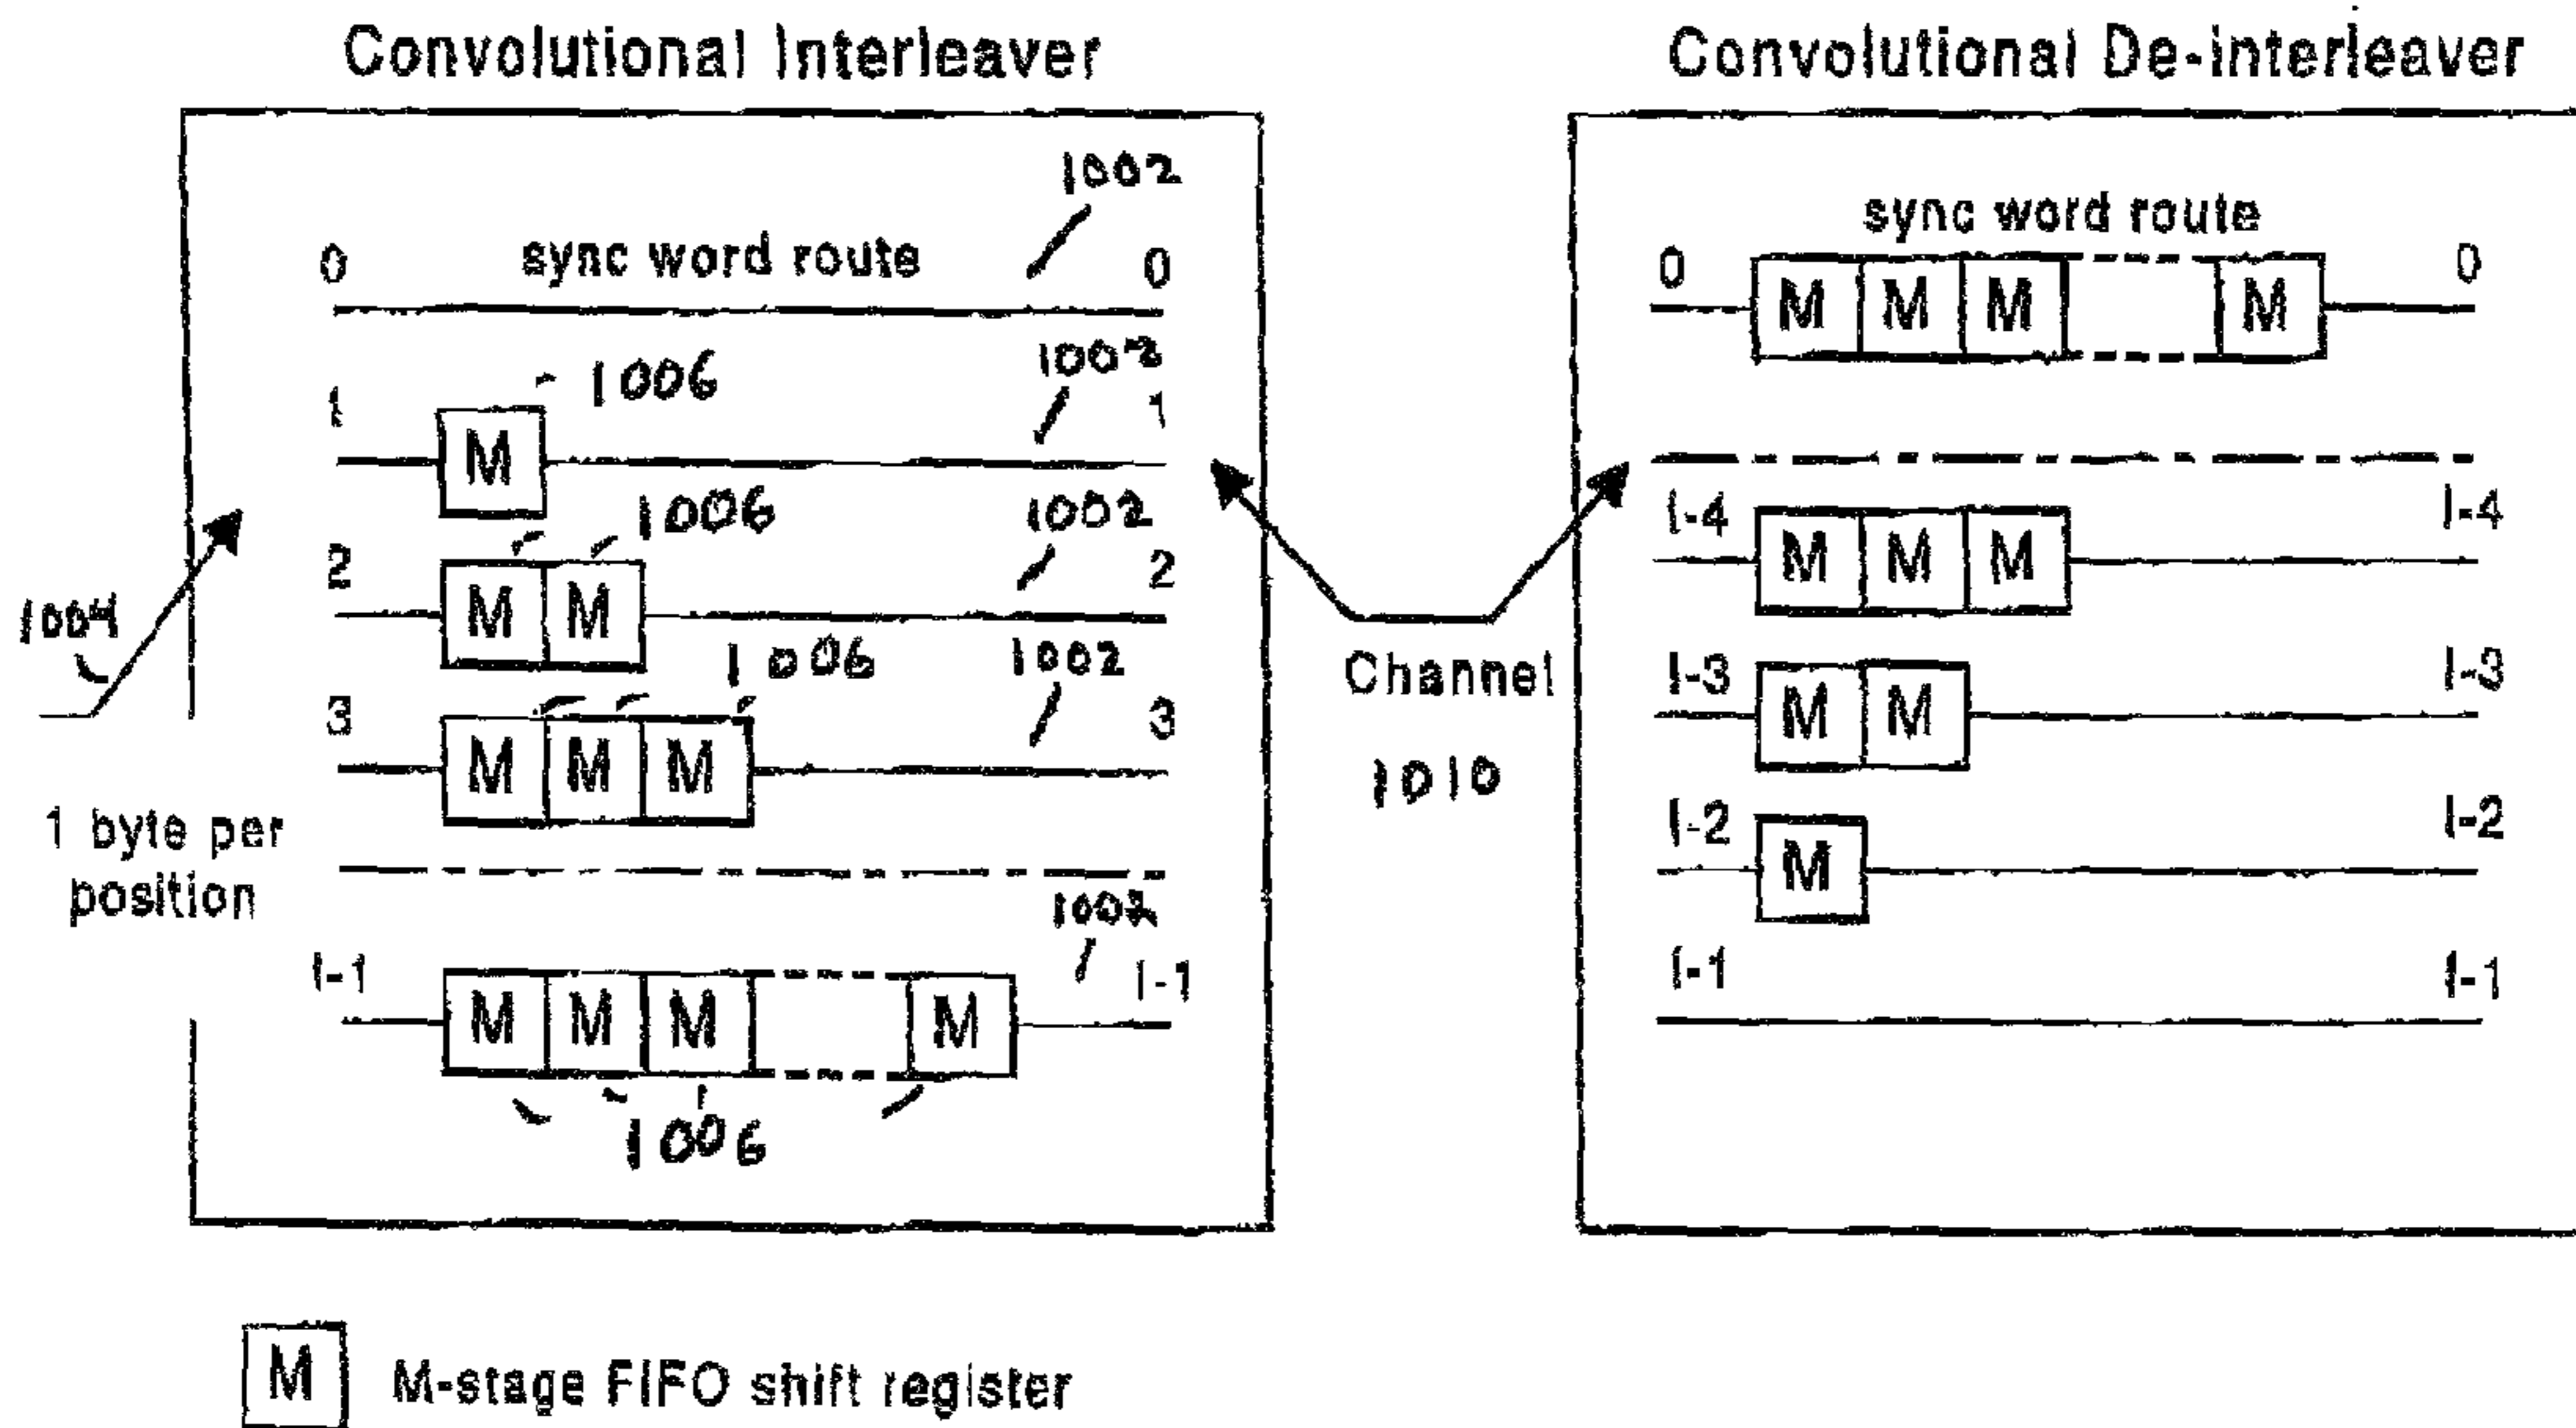 Convolutional Interleaver
1002
0 sync word route 0
1002
1006
1 1
M
1006
1002
2 2
M M
1006
1002
3 3
M M M
1002
I-1 I-1
M M M M
1006
1004
1 byte per
position
Channel
1010
Convolutional De-interleaver
sync word route
0 0
M M M M
I-4 I-4
M M M
I-3 I-3
M M
I-2 I-2
M
I-1 I-1
M M-stage FIFO shift register